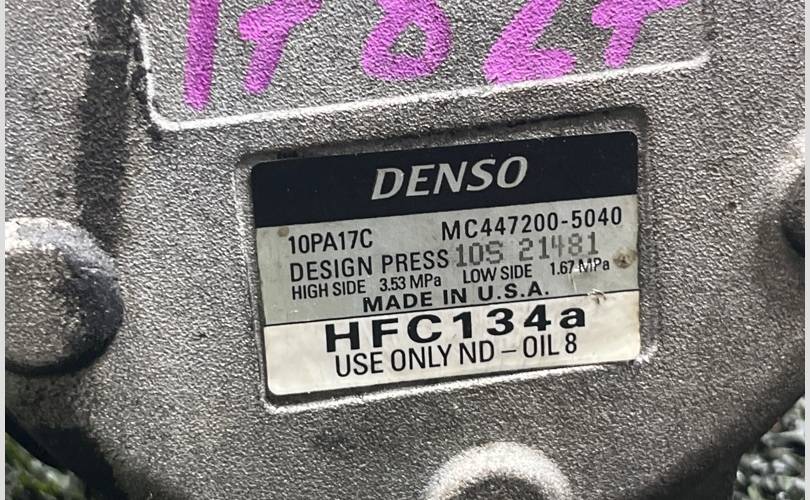 DENSO
10PA17C MC447200-5040
DESIGN PRESS 10S 21481
HIGH SIDE 3.53 MPa LOW SIDE 1.67 MPa
MADE IN U.S.A.
HFC134a
USE ONLY ND-OIL 8